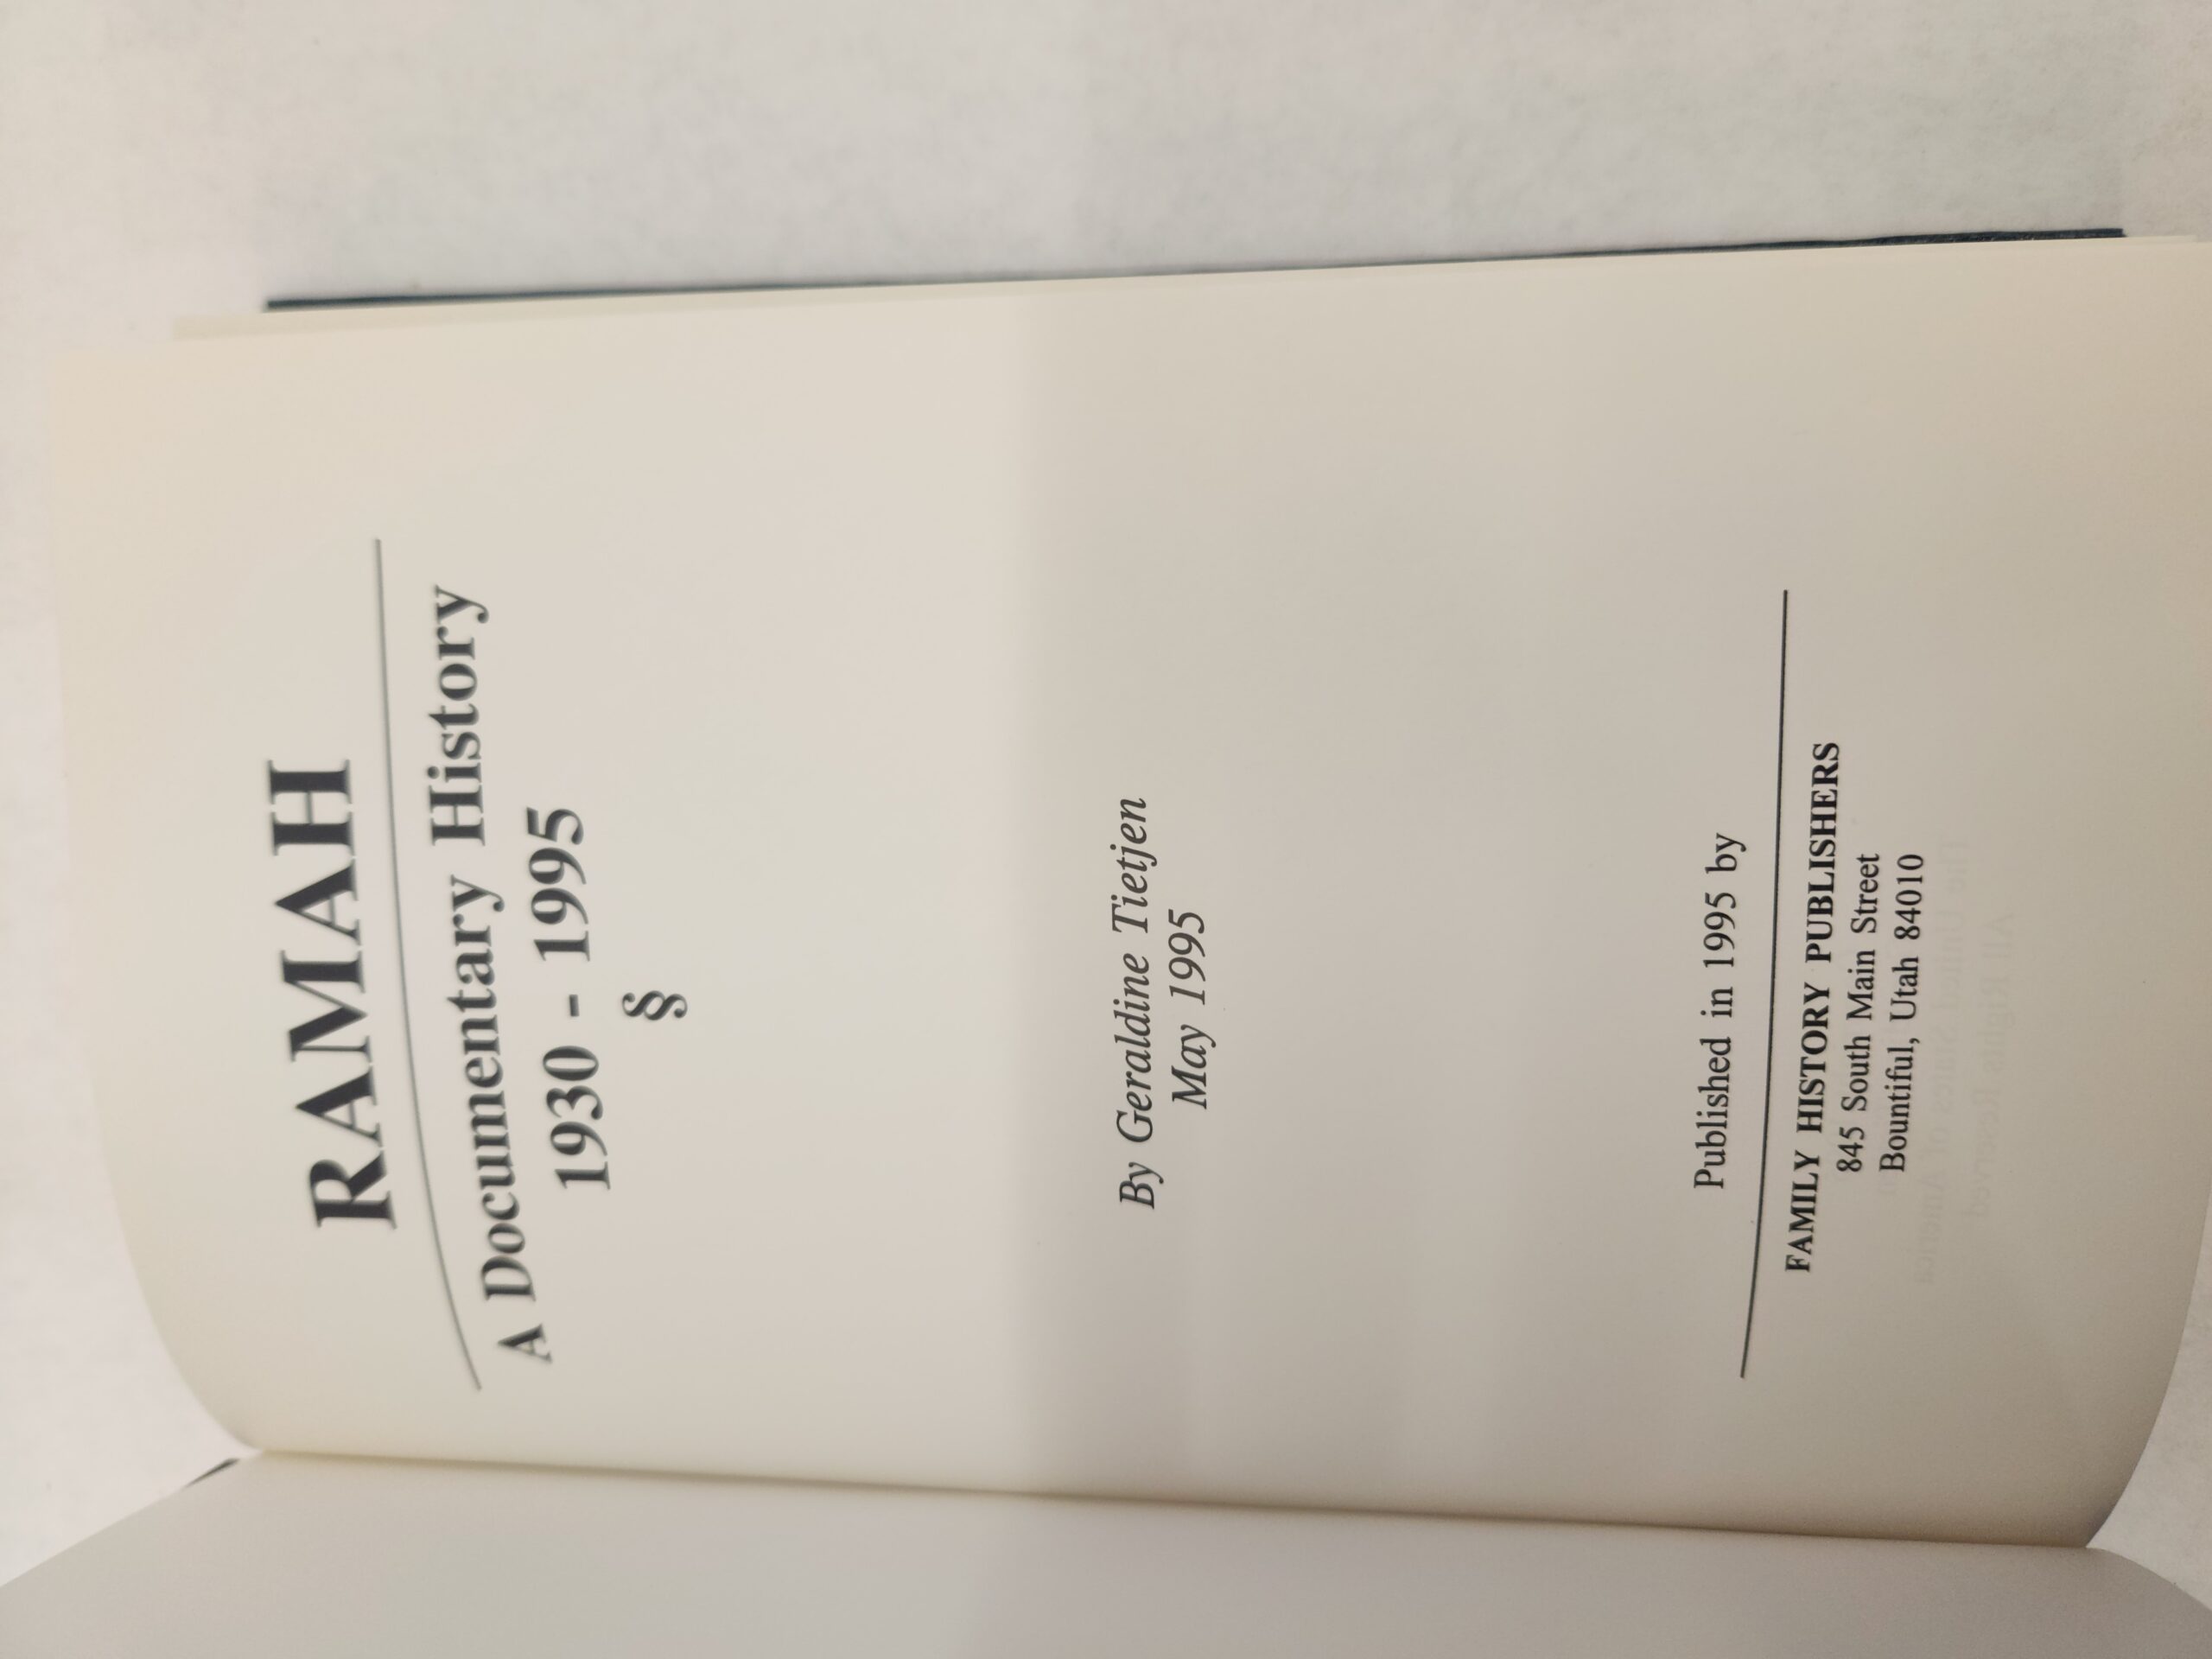 RAMAH
A Documentary History
1930 - 1995
§
By Geraldine Tietjen
May 1995
Published in 1995 by
FAMILY HISTORY PUBLISHERS
845 South Main Street
Bountiful, Utah 84010